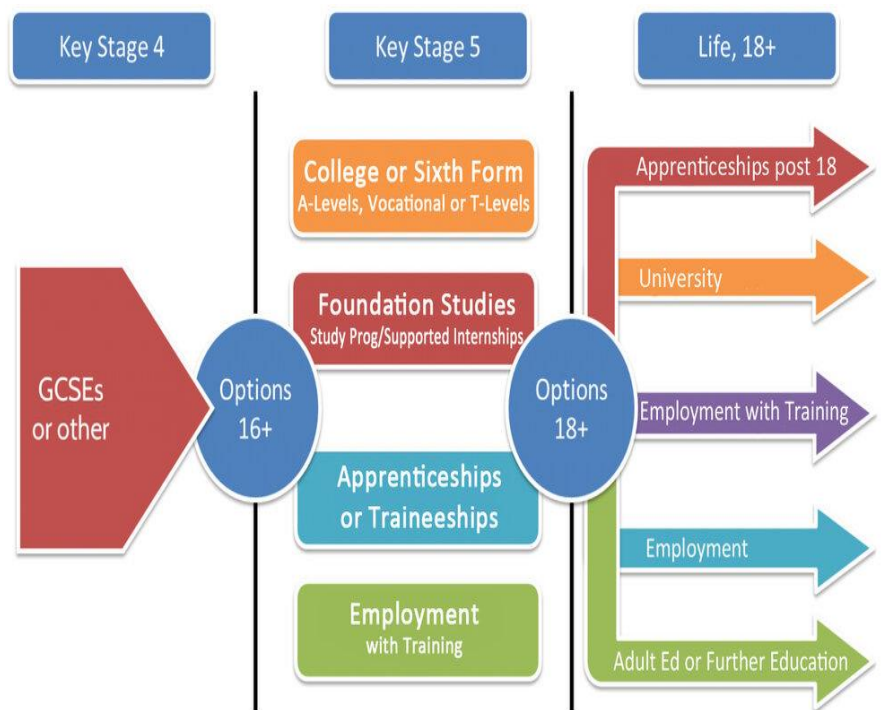 Key Stage 4
Key Stage 5
Life, 18+
GCSEs
or other
Options
16+
College or Sixth Form
A-Levels, Vocational or T-Levels
Foundation Studies
Study Prog/Supported Internships
Apprenticeships
or Traineeships
Employment
with Training
Options
18+
Apprenticeships post 18
University
Employment with Training
Employment
Adult Ed or Further Education